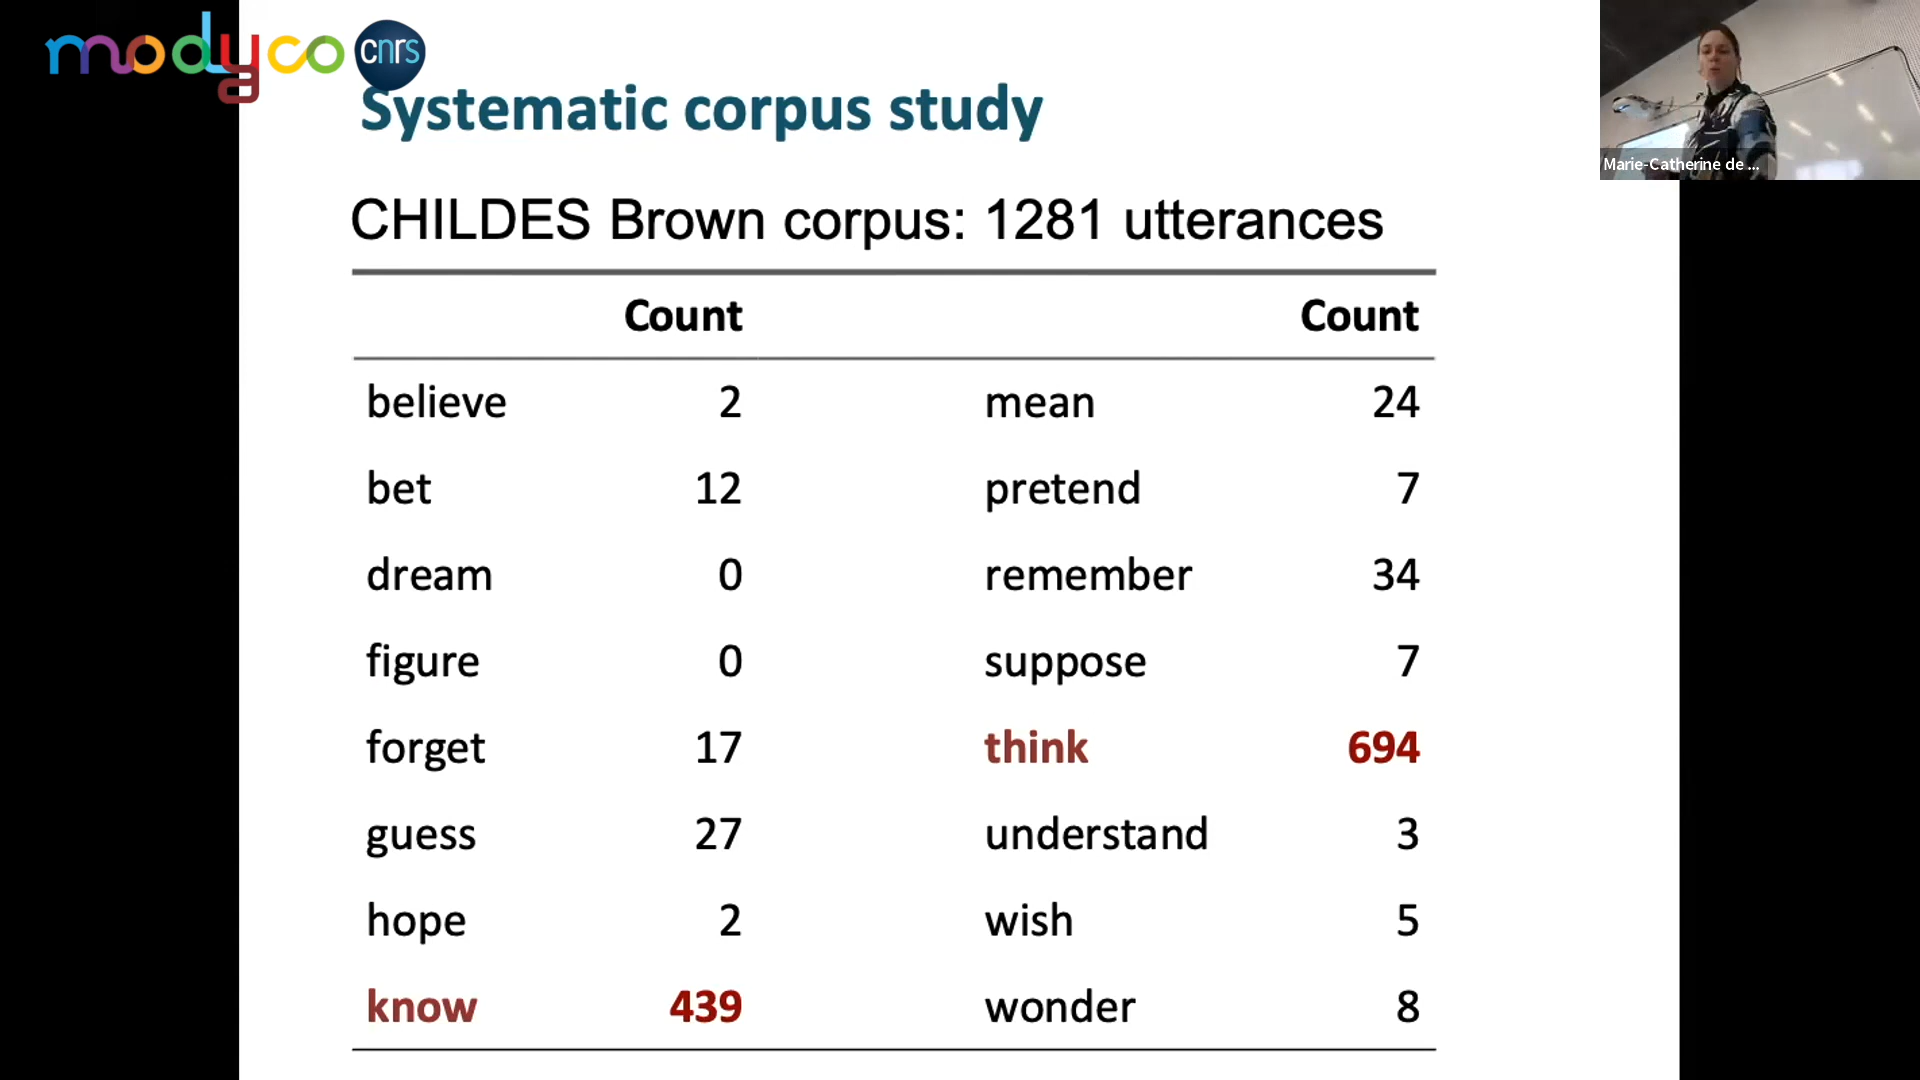 modyco cnrs
Systematic corpus study
Marie-Catherine de ...
CHILDES Brown corpus: 1281 utterances
Count Count
believe 2 mean 24
bet 12 pretend 7
dream 0 remember 34
figure 0 suppose 7
forget 17 think 694
guess 27 understand 3
hope 2 wish 5
know 439 wonder 8